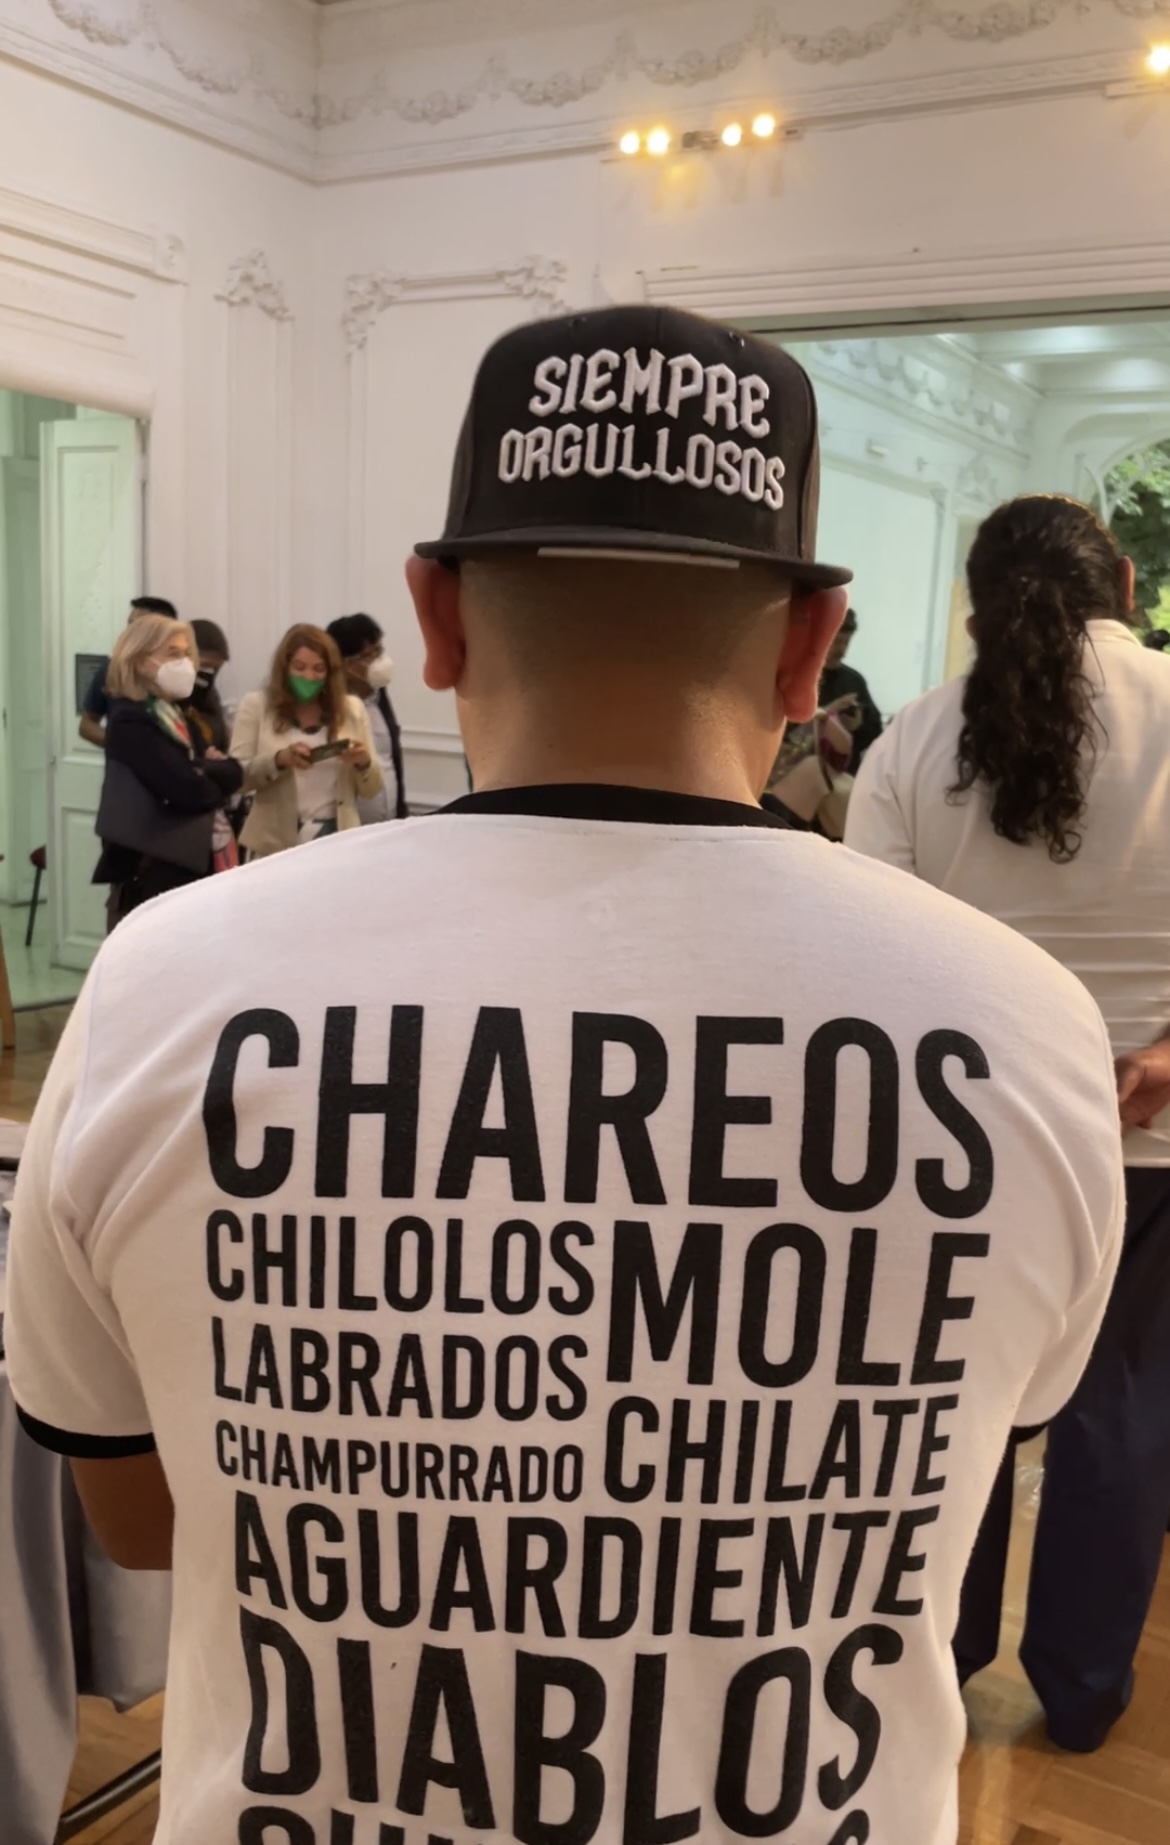 SIEMPRE
ORGULLOSOS
CHAREOS
CHILOLOS
LABRADOS
CHAMPURRADO
MOLE
CHILATE
AGUARDIENTE
DIABLOS